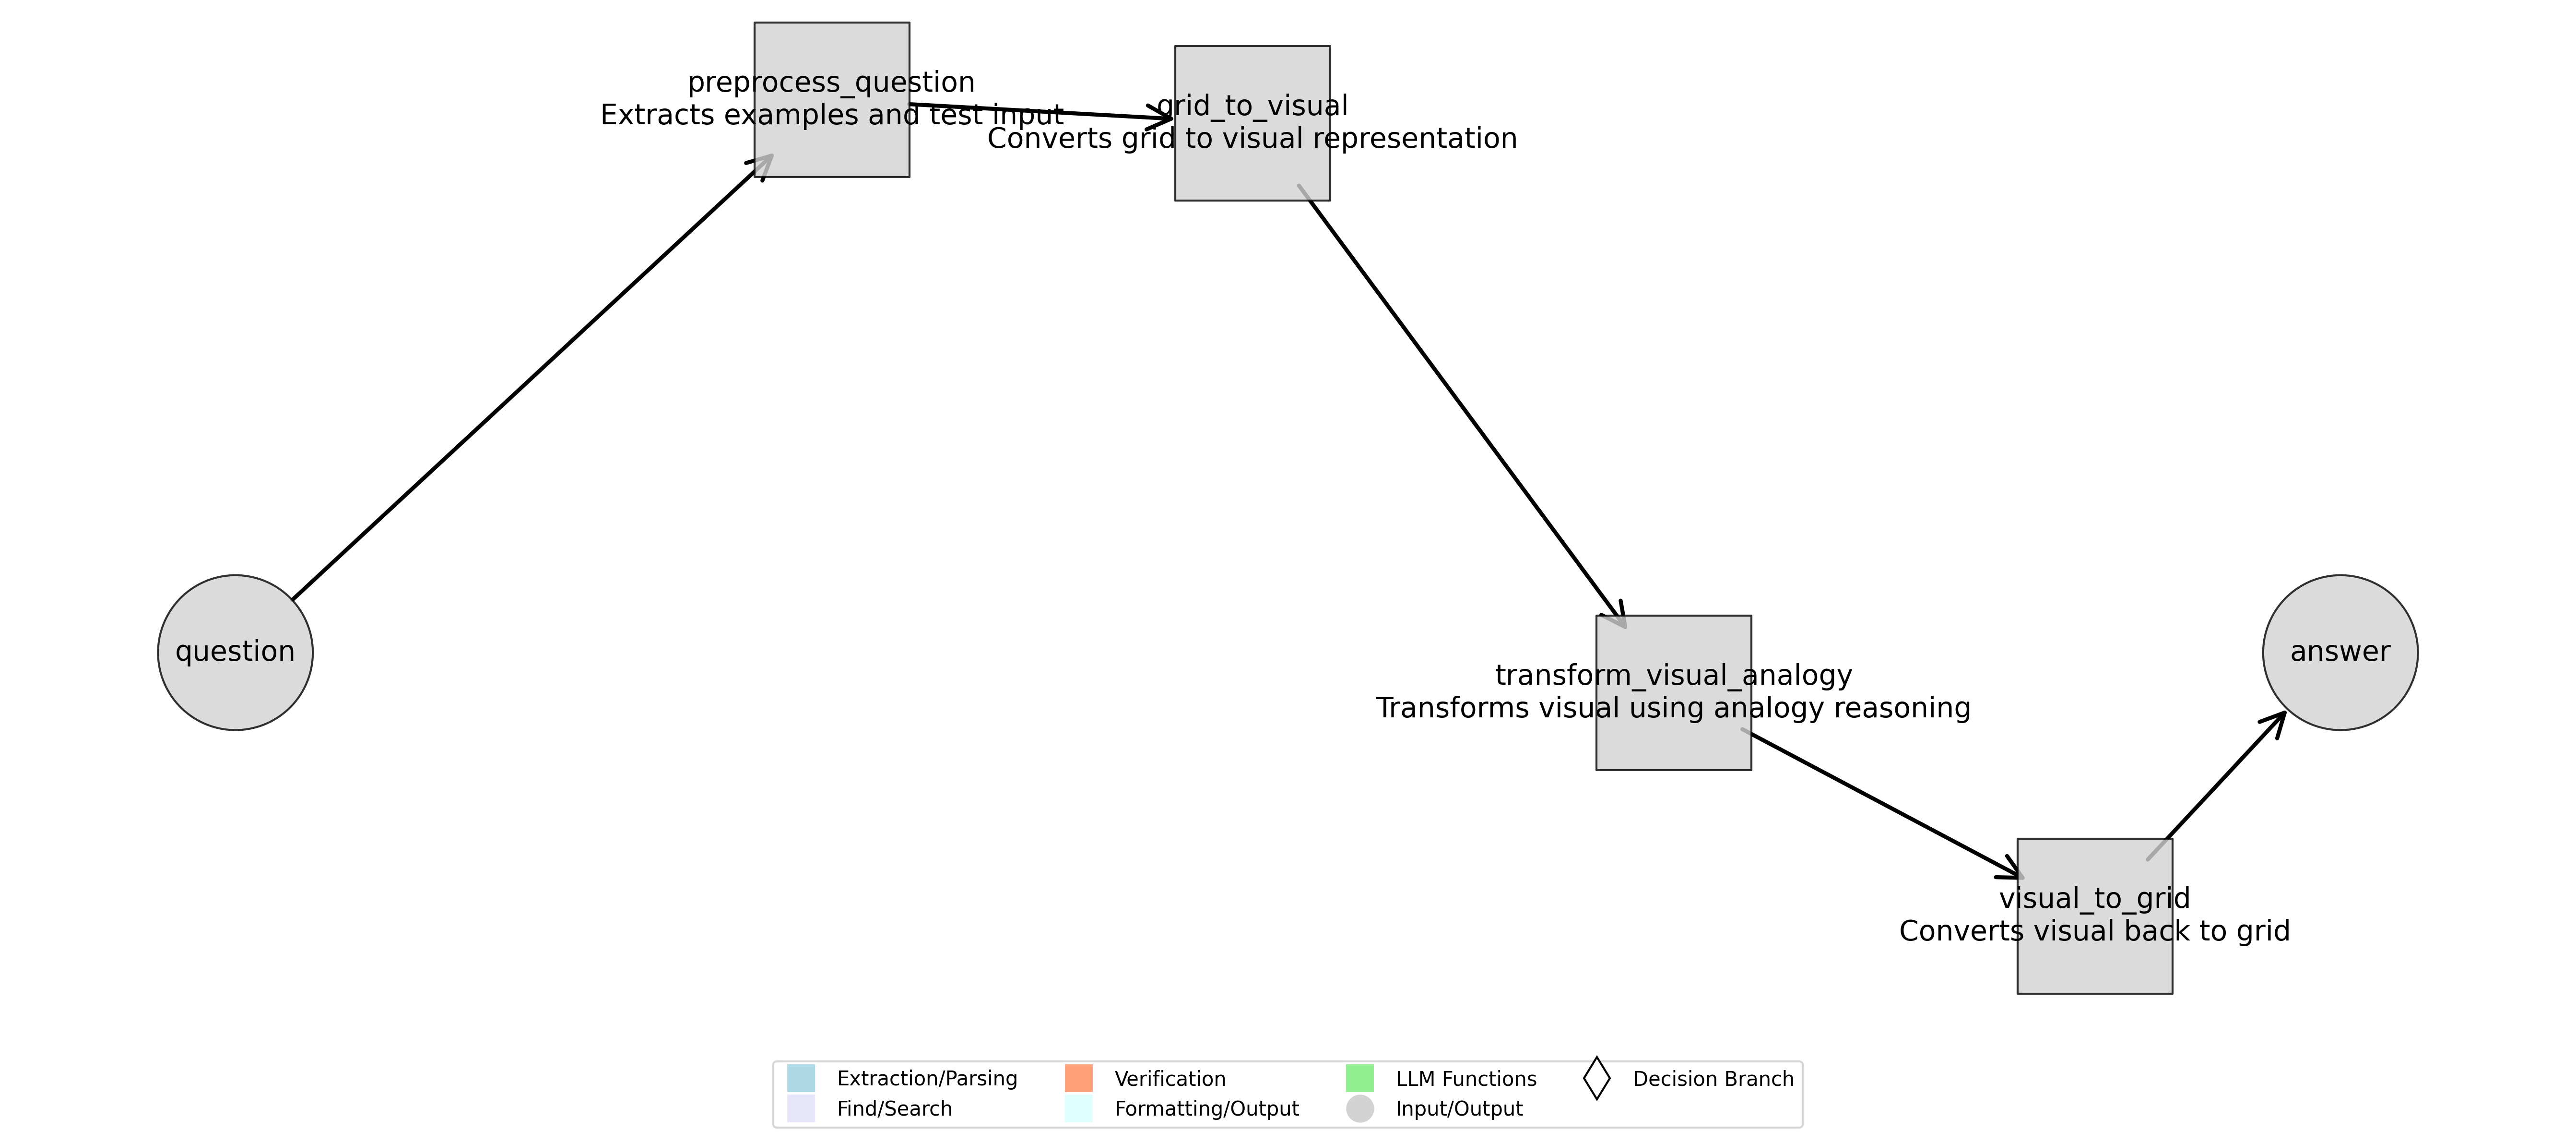 preprocess_question
Extracts examples and test input
grid_to_visual
Converts grid to visual representation
question
transform_visual_analogy
Transforms visual using analogy reasoning
answer
visual_to_grid
Converts visual back to grid
Extraction/Parsing
Find/Search
Verification
Formatting/Output
LLM Functions
Input/Output
Decision Branch